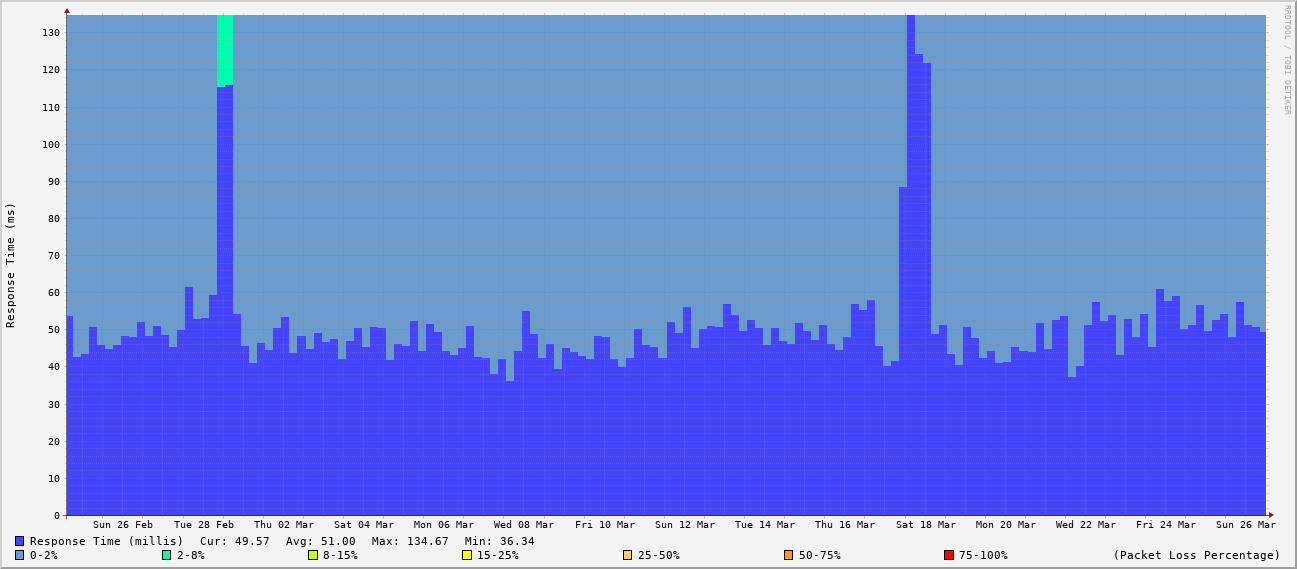 RRDTOOL / TOBI OETIKER
Response Time (ms)
130
120
110
100
90
80
70
60
50
40
30
20
10
0
Sun 26 Feb Tue 28 Feb Thu 02 Mar Sat 04 Mar Mon 06 Mar Wed 08 Mar Fri 10 Mar Sun 12 Mar Tue 14 Mar Thu 16 Mar Sat 18 Mar Mon 20 Mar Wed 22 Mar Fri 24 Mar Sun 26 Mar
Response Time (millis) Cur: 49.57 Avg: 51.00 Max: 134.67 Min: 36.34
0-2% 2-8% 8-15% 15-25% 25-50% 50-75% 75-100% (Packet Loss Percentage)